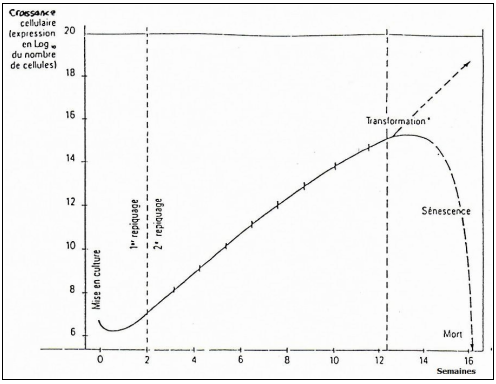 Croissance
cellulaire
(expression
en Log₁₀
du nombre
de cellules)
20
18
16
14
12
10
8
6
Mise en culture
1er repiquage
2e repiquage
Transformation*
Sénescence
Mort
0 2 4 6 8 10 12 14 16
Semaines